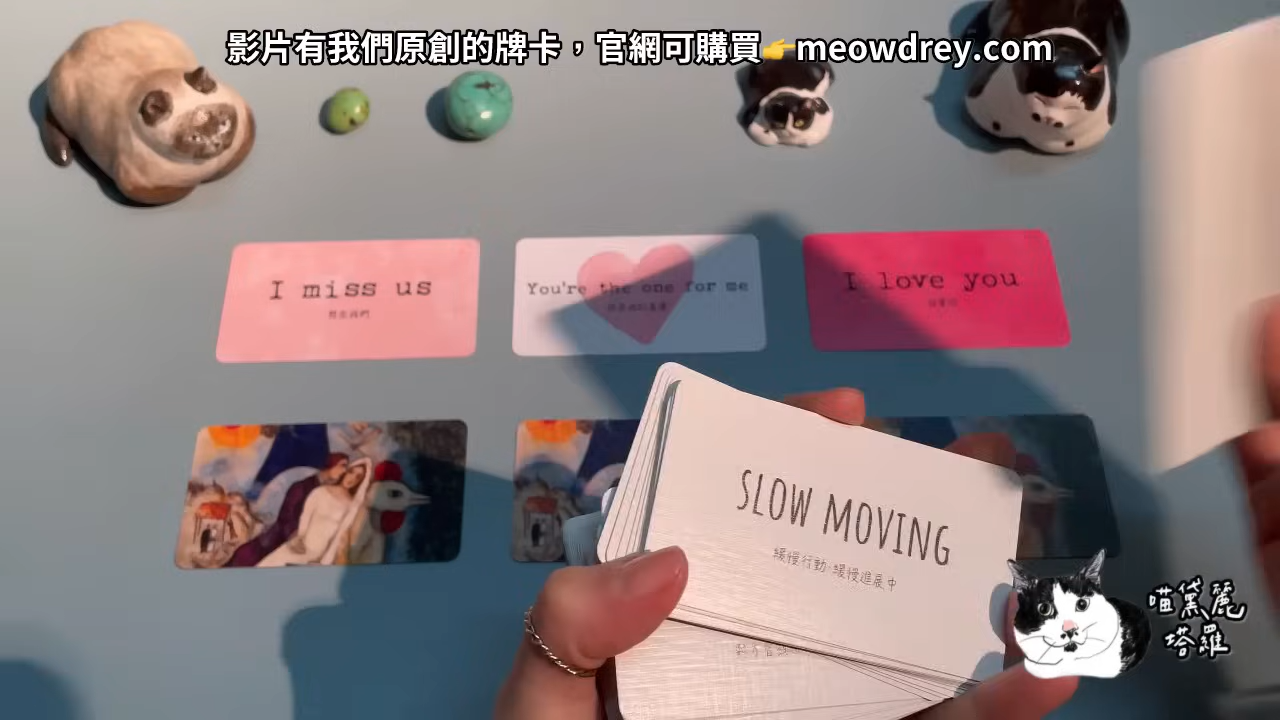 影片有我們原創的牌卡，官網可購買👉meowdrey.com
I miss us
想念我們
You're the one for me
I love you
我愛你
SLOW MOVING
緩慢行動·緩慢進展中
喵黛麗
塔羅